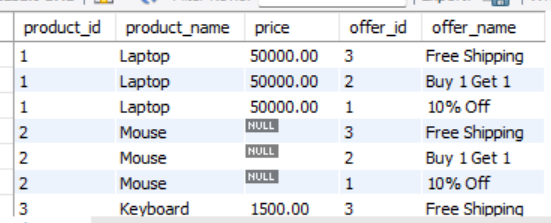 product_id product_name price offer_id offer_name
1 Laptop 50000.00 3 Free Shipping
1 Laptop 50000.00 2 Buy 1 Get 1
1 Laptop 50000.00 1 10% Off
2 Mouse NULL 3 Free Shipping
2 Mouse NULL 2 Buy 1 Get 1
2 Mouse NULL 1 10% Off
3 Keyboard 1500.00 3 Free Shipping